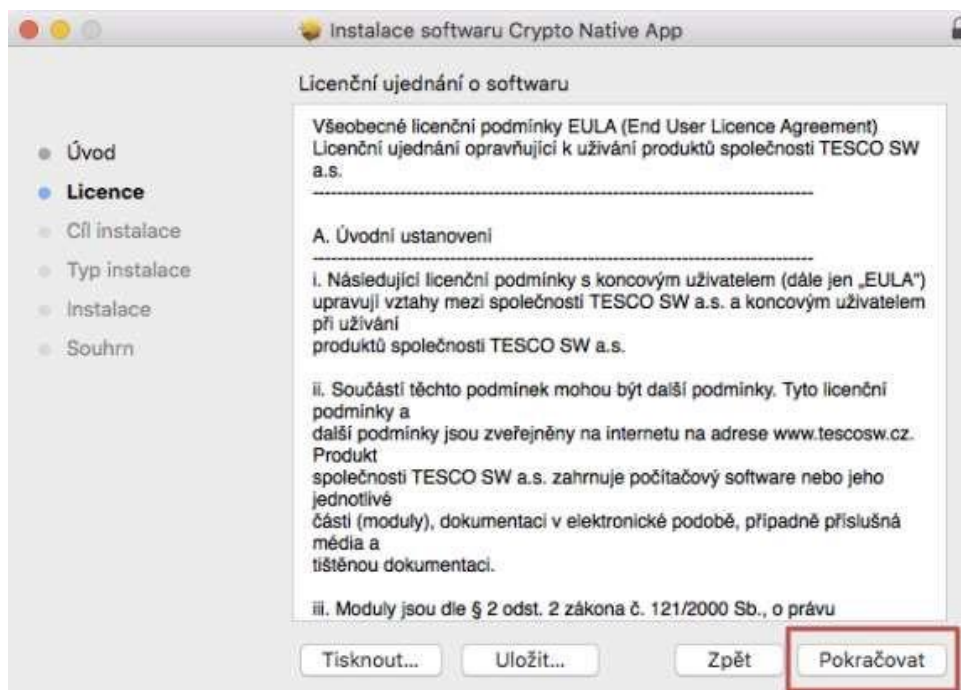 Instalace softwaru Crypto Native App
Licenční ujednání o softwaru
Úvod
Licence
Cíl instalace
Typ instalace
Instalace
Souhrn
Všeobecné licenční podmínky EULA (End User Licence Agreement)
Licenční ujednání opravňující k užívání produktů společnosti TESCO SW
a.s.
--------------------------------------------------------------------------------
A. Úvodní ustanovení
--------------------------------------------------------------------------------
i. Následující licenční podmínky s koncovým uživatelem (dále jen „EULA")
upravují vztahy mezi společností TESCO SW a.s. a koncovým uživatelem
při užívání
produktů společnosti TESCO SW a.s.
ii. Součástí těchto podmínek mohou být další podmínky. Tyto licenční
podmínky a
další podmínky jsou zveřejněny na internetu na adrese www.tescosw.cz.
Produkt
společnosti TESCO SW a.s. zahrnuje počítačový software nebo jeho
jednotlivé
části (moduly), dokumentaci v elektronické podobě, případně příslušná
média a
tištěnou dokumentaci.
iii. Moduly jsou dle § 2 odst. 2 zákona č. 121/2000 Sb., o právu
Tisknout... Uložit... Zpět Pokračovat